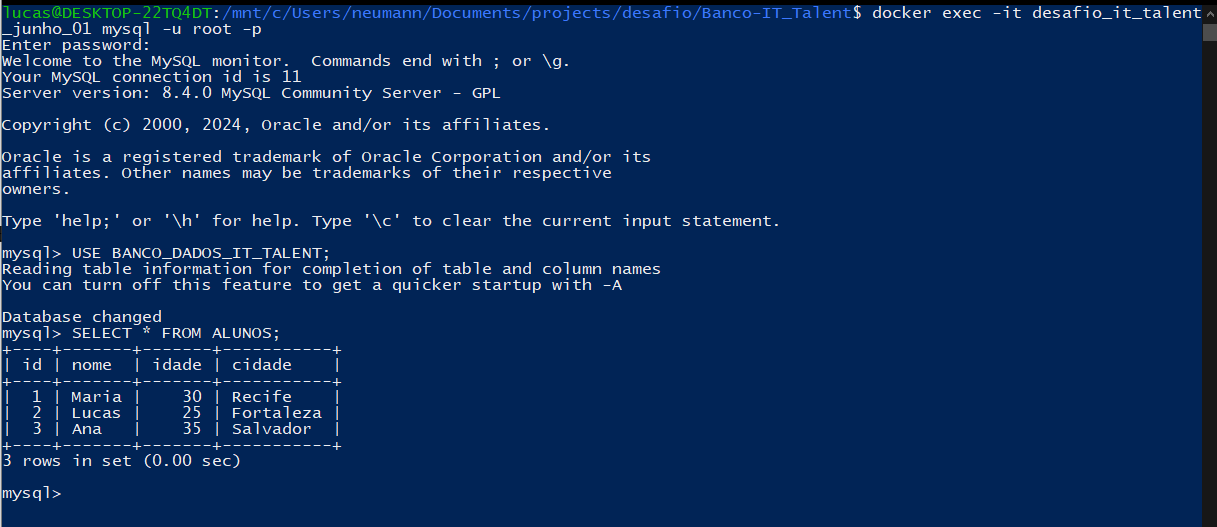 lucas@DESKTOP-22TQ4DT:/mnt/c/Users/neumann/Documents/projects/desafio/Banco-IT_Talent$ docker exec -it desafio_it_talent
_junho_01 mysql -u root -p
Enter password:
Welcome to the MySQL monitor.  Commands end with ; or \g.
Your MySQL connection id is 11
Server version: 8.4.0 MySQL Community Server - GPL
Copyright (c) 2000, 2024, Oracle and/or its affiliates.
Oracle is a registered trademark of Oracle Corporation and/or its
affiliates. Other names may be trademarks of their respective
owners.
Type 'help;' or '\h' for help. Type '\c' to clear the current input statement.
mysql> USE BANCO_DADOS_IT_TALENT;
Reading table information for completion of table and column names
You can turn off this feature to get a quicker startup with -A
Database changed
mysql> SELECT * FROM ALUNOS;
+----+-------+-------+-----------+
| id | nome  | idade | cidade    |
+----+-------+-------+-----------+
|  1 | Maria |    30 | Recife    |
|  2 | Lucas |    25 | Fortaleza |
|  3 | Ana   |    35 | Salvador  |
+----+-------+-------+-----------+
3 rows in set (0.00 sec)
mysql>